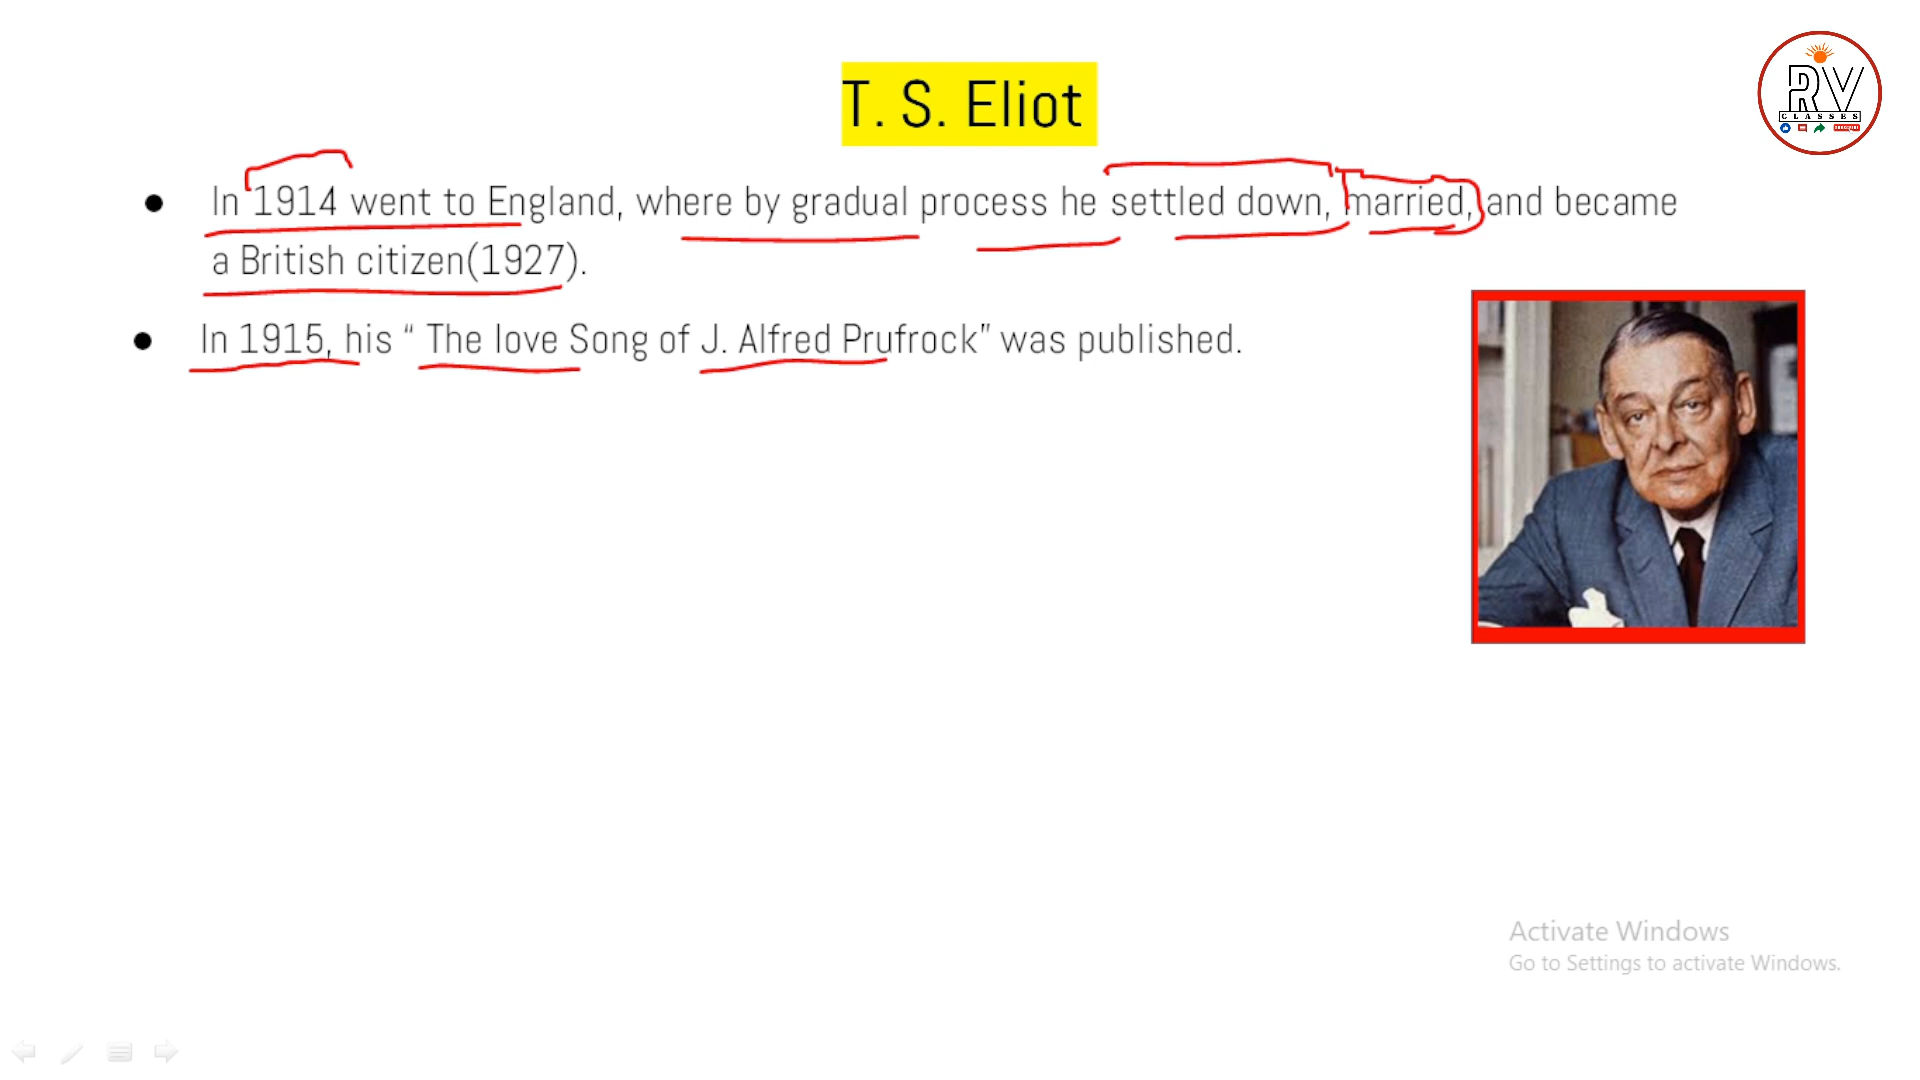 T. S. Eliot
RV
CLASSES
In 1914 went to England, where by gradual process he settled down, married, and became
a British citizen(1927).
In 1915, his “ The love Song of J. Alfred Prufrock” was published.
Activate Windows
Go to Settings to activate Windows.